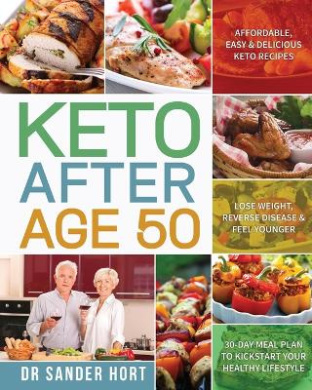 AFFORDABLE,
EASY & DELICIOUS
KETO RECIPES
KETO
AFTER
AGE 50
LOSE WEIGHT,
REVERSE DISEASE &
FEEL YOUNGER
30-DAY MEAL PLAN
TO KICKSTART YOUR
HEALTHY LIFESTYLE
DR SANDER HORT